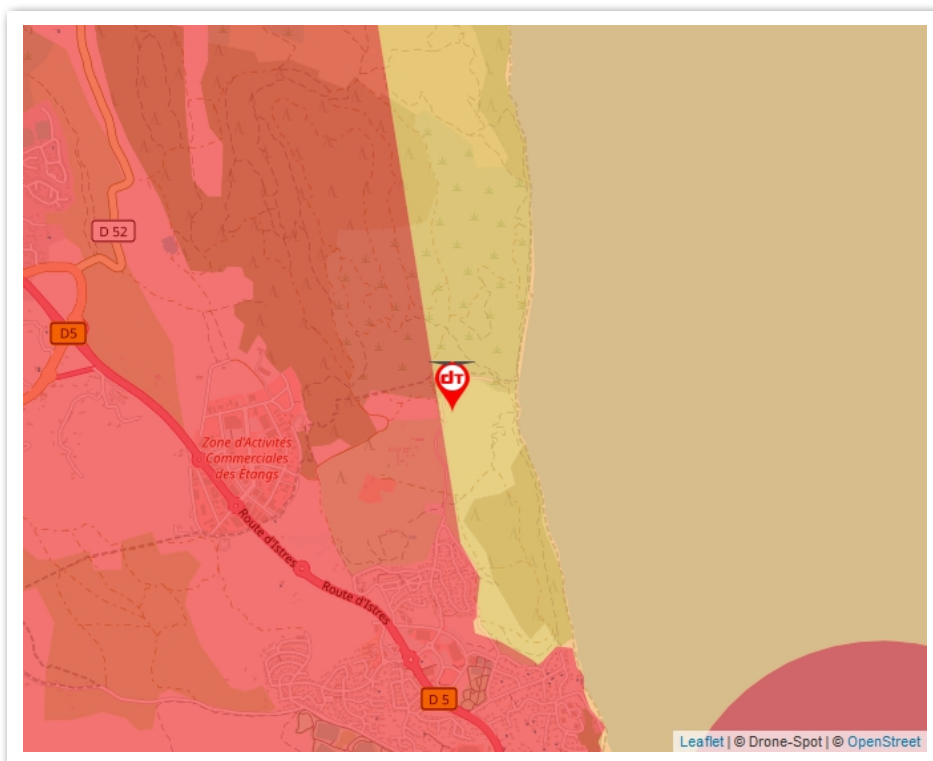 D 52
D5
dT
Zone d'Activités
Commerciales
des Étangs
Route d'Istres
Route d'Istres
D 5
Leaflet | © Drone-Spot | © OpenStreet